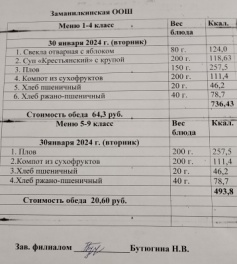 Заманилкинская ООШ
Меню 1-4 класс Вес блюда Ккал.
30 января 2024 г. (вторник)
1. Свекла отварная с яблоком 80 г. 124,0
2. Суп «Крестьянский» с крупой 200 г. 118,63
3. Плов 150 г. 257,5
4. Компот из сухофруктов 200 г. 111,4
5. Хлеб пшеничный 20 г. 46,2
6. Хлеб ржано-пшеничный 40 г. 78,7
736,43
Стоимость обеда 64,3 руб.
Меню 5-9 класс Вес блюда Ккал.
30января 2024 г. (вторник)
1. Плов 200 г. 257,5
2.Компот из сухофруктов 200 г. 111,4
3.Хлеб пшеничный 20 г. 46,2
4.Хлеб ржано-пшеничный 40 г. 78,7
493,8
Стоимость обеда 20,60 руб.
Зав. филиалом Бутюгина Н.В.